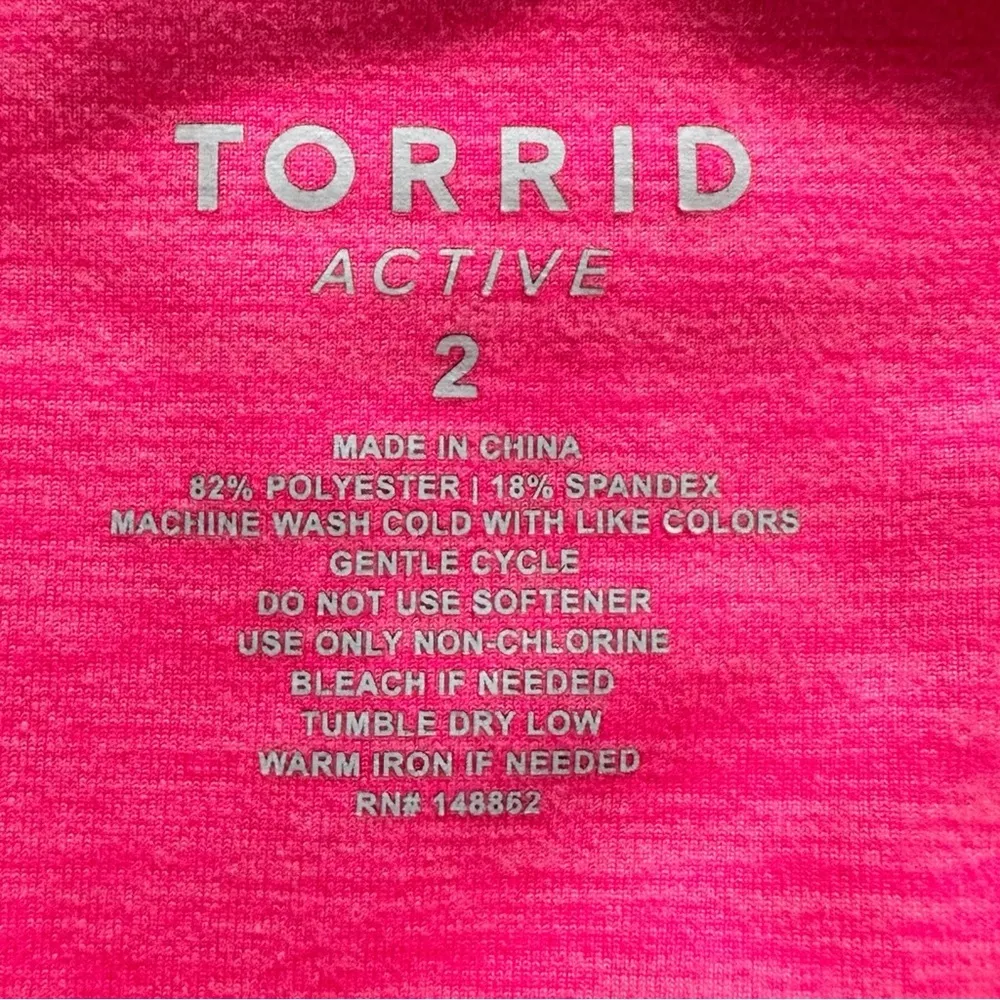 TORRID
ACTIVE
2
MADE IN CHINA
82% POLYESTER | 18% SPANDEX
MACHINE WASH COLD WITH LIKE COLORS
GENTLE CYCLE
DO NOT USE SOFTENER
USE ONLY NON-CHLORINE
BLEACH IF NEEDED
TUMBLE DRY LOW
WARM IRON IF NEEDED
RN# 148862